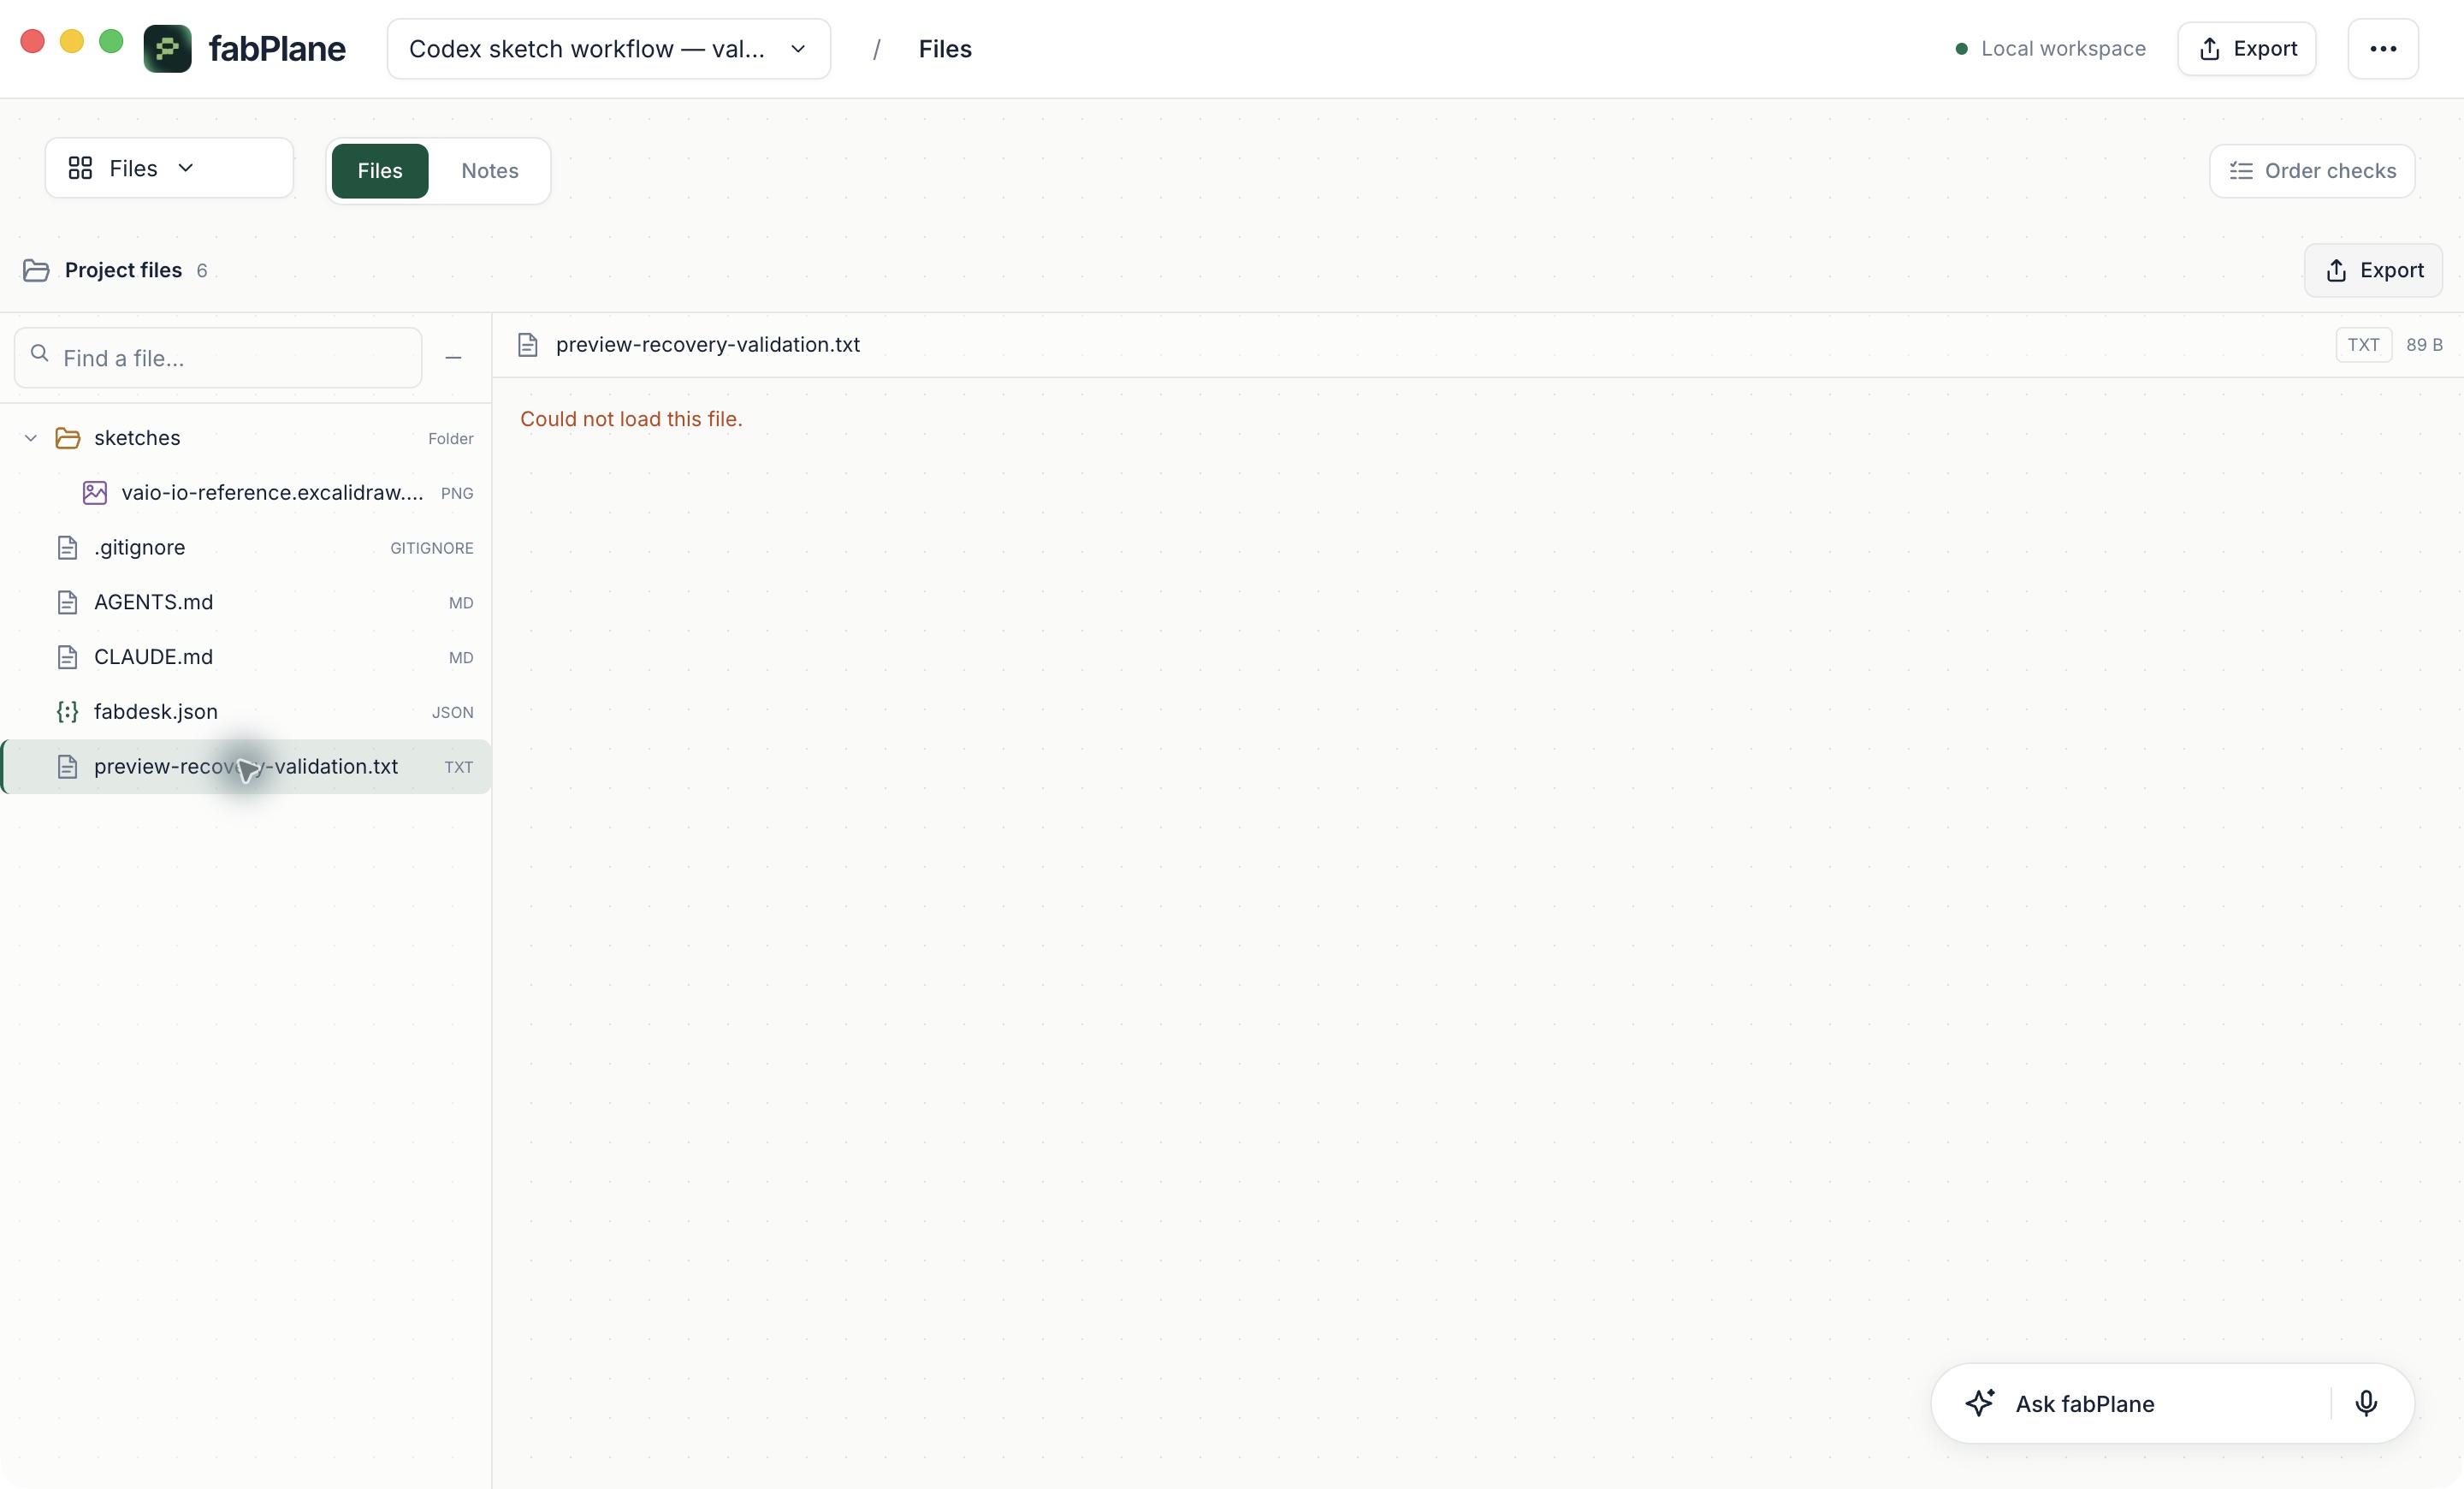 fabPlane
Codex sketch workflow — val...
/
Files
Local workspace
Export
Files
Files
Notes
Order checks
Project files 6
Export
Find a file...
preview-recovery-validation.txt
TXT
89 B
sketches
Folder
Could not load this file.
vaio-io-reference.excalidraw....
PNG
.gitignore
GITIGNORE
AGENTS.md
MD
CLAUDE.md
MD
fabdesk.json
JSON
preview-recovery-validation.txt
TXT
Ask fabPlane